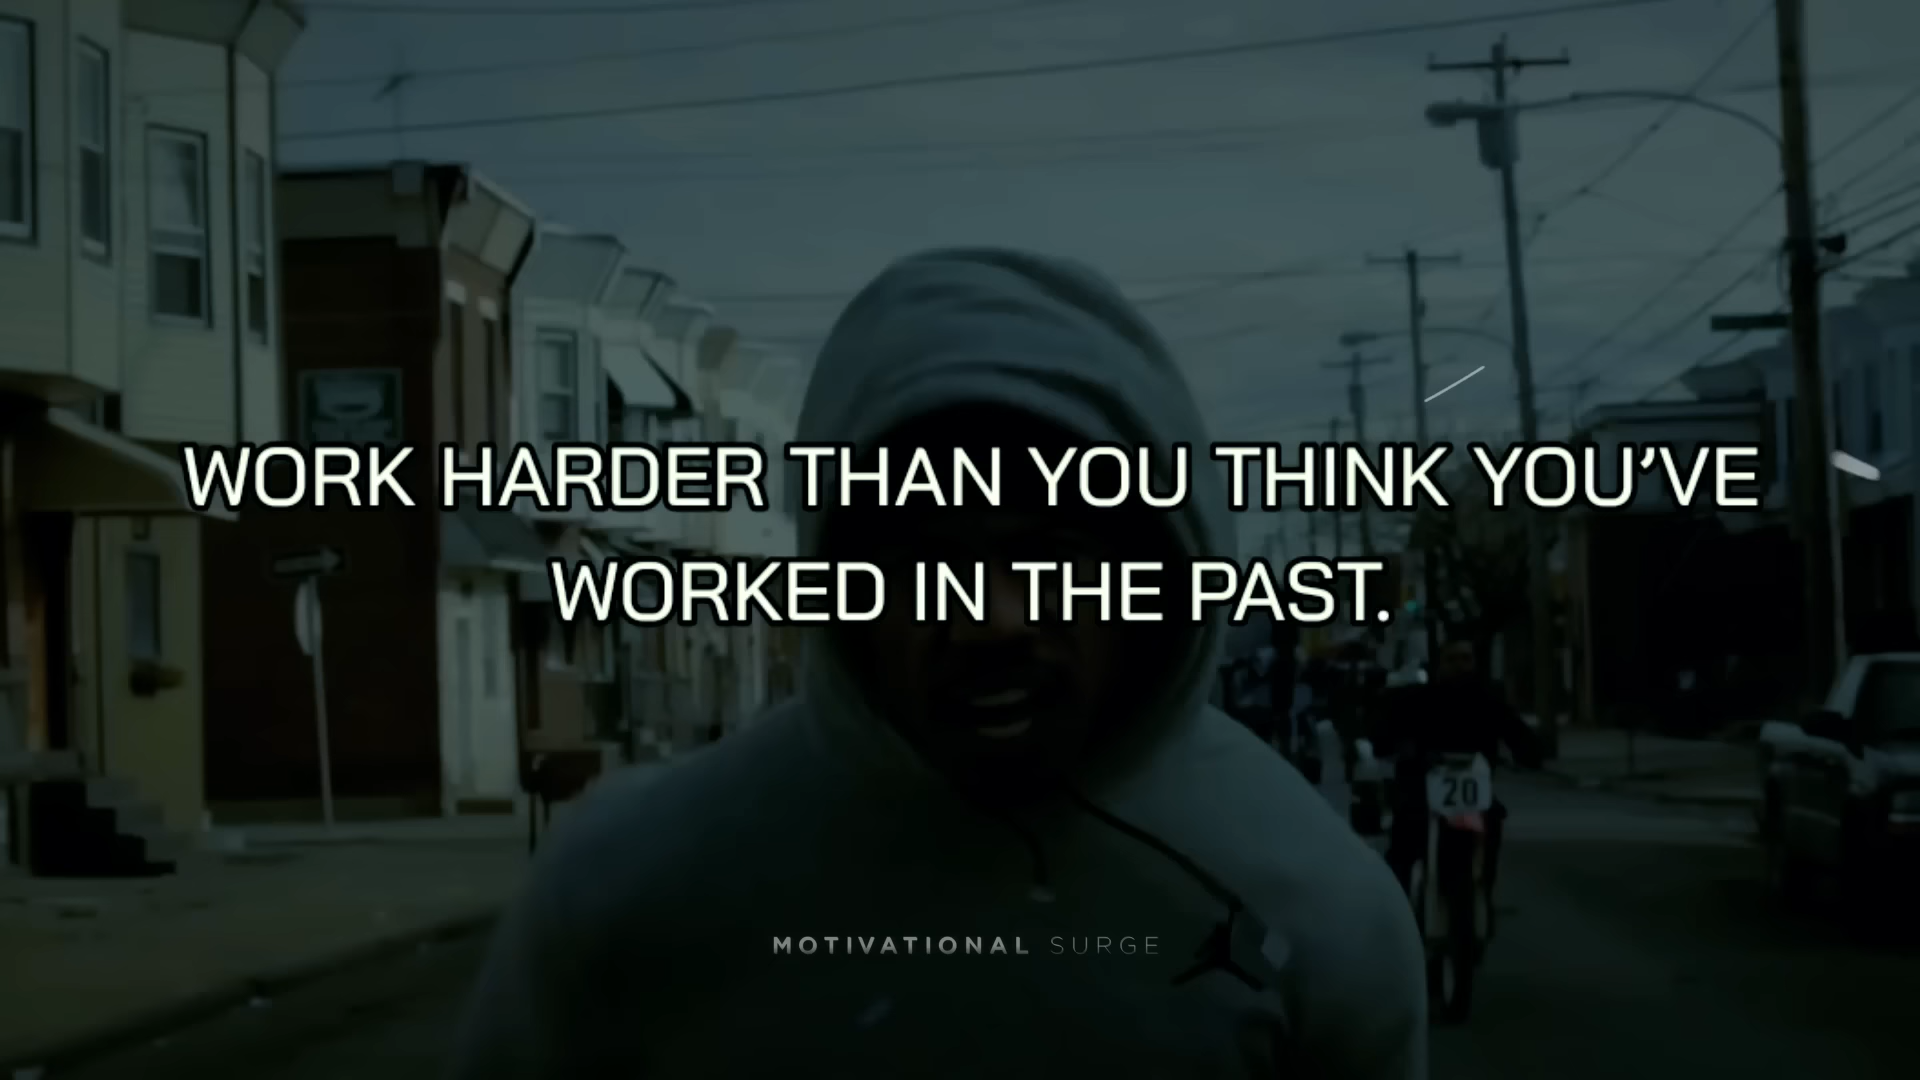 WORK HARDER THAN YOU THINK YOU’VE
WORKED IN THE PAST.
20
MOTIVATIONAL SURGE